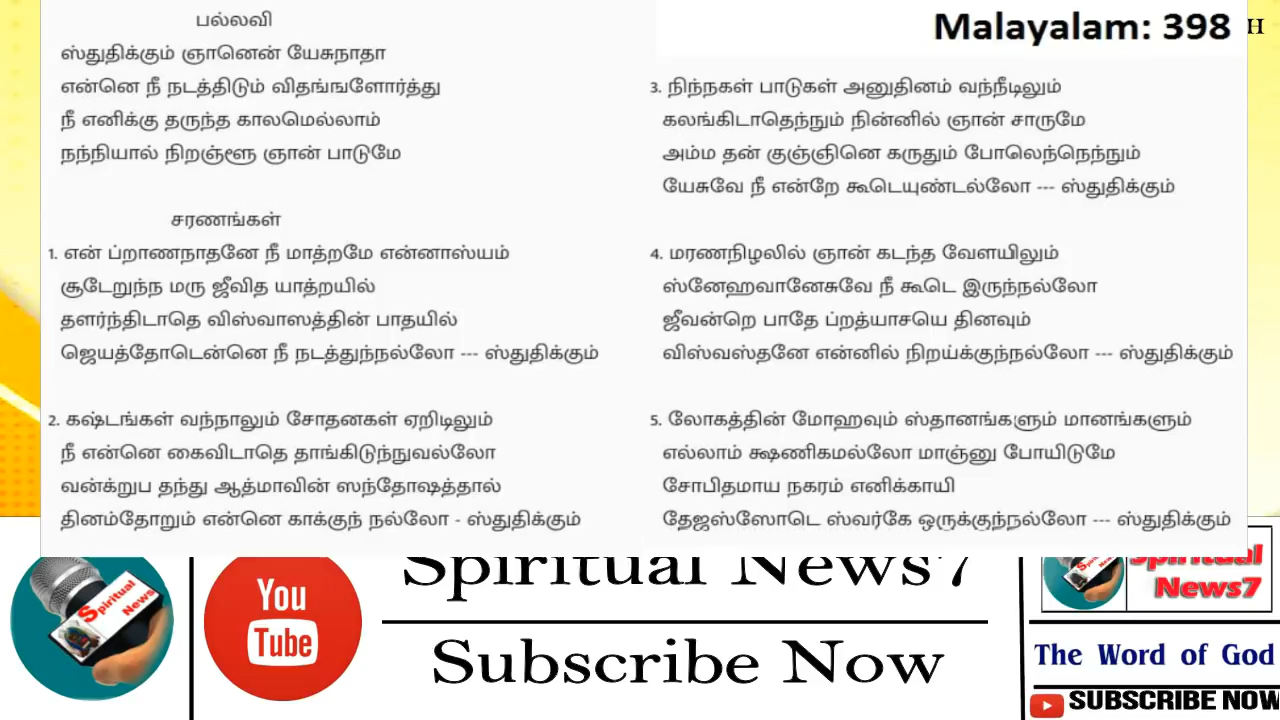 பல்லவி
ஸ்துதிக்கும் ஞானென் யேசுநாதா
என்னெ நீ நடத்திடும் விதங்ஙளோர்த்து
நீ எனிக்கு தருந்த காலமெல்லாம்
நந்நியால் நிறஞ்ளூ ஞான் பாடுமே
சரணங்கள்
1. என் ப்ராணநாதனே நீ மாத்றமே என்னாஸ்யம்
சூடேறுந்ந மரு ஜீவித யாத்றயில்
தளர்ந்திடாதெ விஸ்வாஸத்தின் பாதயில்
ஜெயத்தோடென்னெ நீ நடத்துந்நல்லோ --- ஸ்துதிக்கும்
2. கஷ்டங்கள் வந்நாலும் சோதனகள் ஏறிடிலும்
நீ என்னெ கைவிடாதெ தாங்கிடுந்நுவல்லோ
வன்க்றுப தந்து ஆத்மாவின் ஸந்தோஷத்தால்
தினம்தோறும் என்னெ காக்குந் நல்லோ - ஸ்துதிக்கும்
Malayalam: 398
H
3. நிந்நகள் பாடுகள் அனுதினம் வந்நீடிலும்
கலங்கிடாதெந்நும் நின்னில் ஞான் சாருமே
அம்ம தன் குஞ்ஞினெ கருதும் போலெந்நெந்நும்
யேசுவே நீ என்றே கூடெயுண்டல்லோ --- ஸ்துதிக்கும்
4. மரணநிழலில் ஞான் கடந்த வேளயிலும்
ஸ்னேஹவானேசுவே நீ கூடெ இருந்நல்லோ
ஜீவன்றெ பாதே ப்றத்யாசயெ தினவும்
விஸ்வஸ்தனே என்னில் நிறய்க்குந்நல்லோ --- ஸ்துதிக்கும்
5. லோகத்தின் மோஹவும் ஸ்தானங்களும் மானங்களும்
எல்லாம் க்ஷணிகமல்லோ மாஞ்னு போயிடுமே
சோபிதமாய நகரம் எனிக்காயி
தேஜஸ்ஸோடெ ஸ்வர்கே ஒருக்குந்நல்லோ --- ஸ்துதிக்கும்
Spiritual
News
You
Tube
Spiritual News7
Subscribe Now
Spiritual
News7
The Word of God
SUBSCRIBE NOW